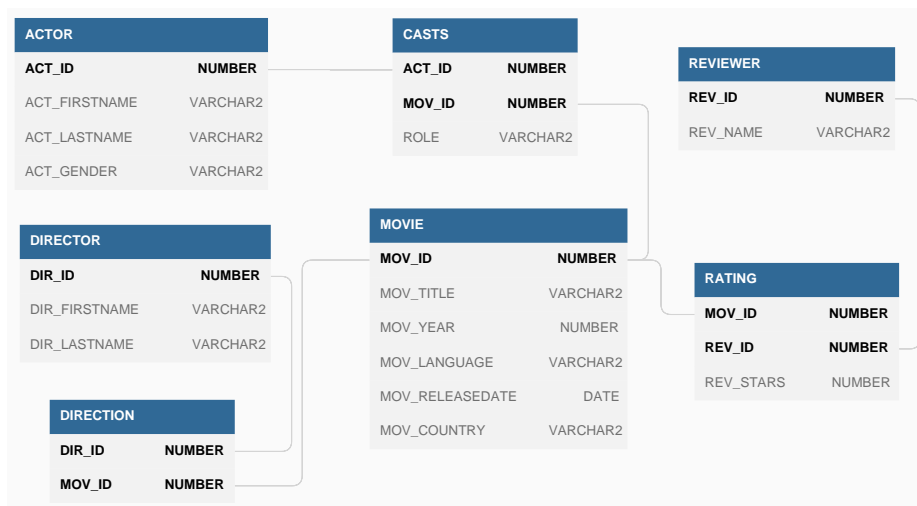 ACTOR
ACT_ID NUMBER
ACT_FIRSTNAME VARCHAR2
ACT_LASTNAME VARCHAR2
ACT_GENDER VARCHAR2
CASTS
ACT_ID NUMBER
MOV_ID NUMBER
ROLE VARCHAR2
REVIEWER
REV_ID NUMBER
REV_NAME VARCHAR2
DIRECTOR
DIR_ID NUMBER
DIR_FIRSTNAME VARCHAR2
DIR_LASTNAME VARCHAR2
MOVIE
MOV_ID NUMBER
MOV_TITLE VARCHAR2
MOV_YEAR NUMBER
MOV_LANGUAGE VARCHAR2
MOV_RELEASEDATE DATE
MOV_COUNTRY VARCHAR2
RATING
MOV_ID NUMBER
REV_ID NUMBER
REV_STARS NUMBER
DIRECTION
DIR_ID NUMBER
MOV_ID NUMBER